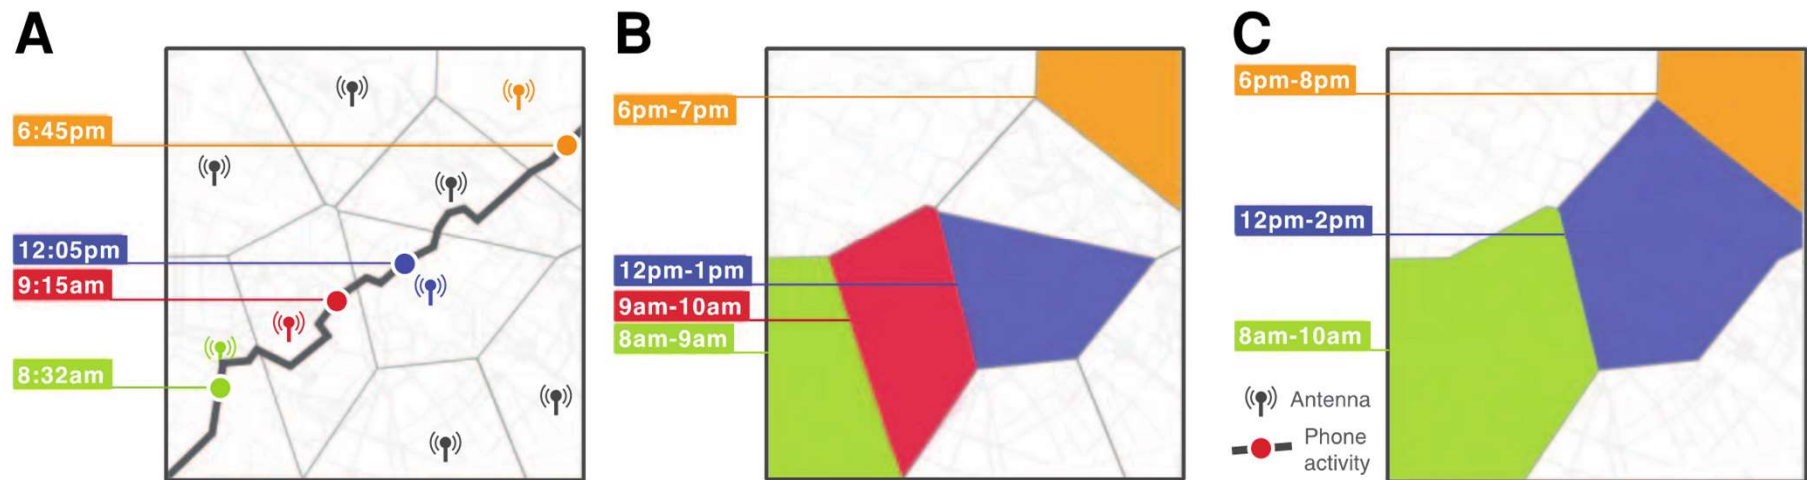 A
6:45pm
12:05pm
9:15am
8:32am
B
6pm-7pm
12pm-1pm
9am-10am
8am-9am
C
6pm-8pm
12pm-2pm
8am-10am
Antenna
Phone
activity